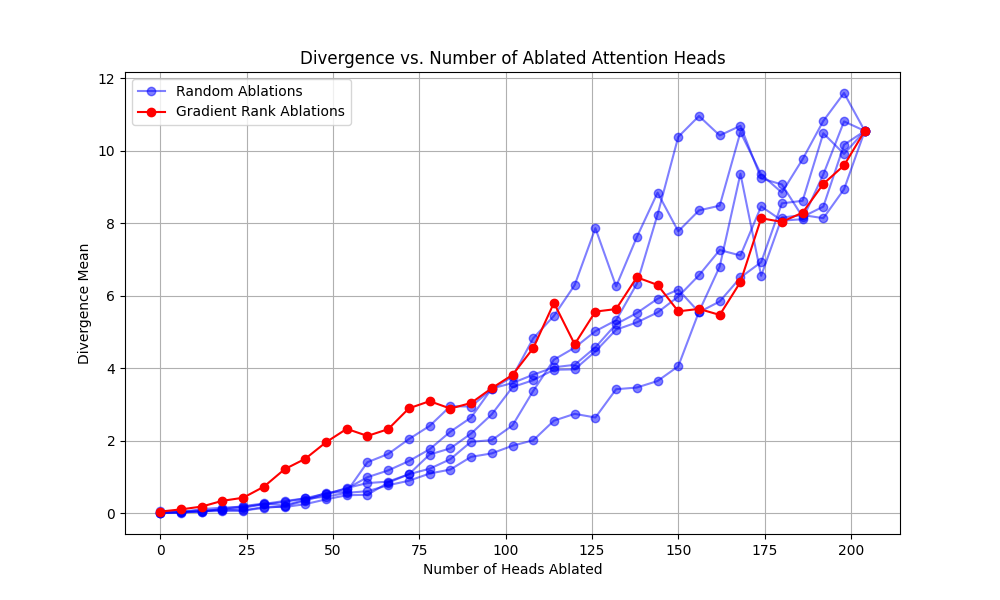 Divergence vs. Number of Ablated Attention Heads
Random Ablations
Gradient Rank Ablations
Divergence Mean
12
10
8
6
4
2
0
0 25 50 75 100 125 150 175 200
Number of Heads Ablated